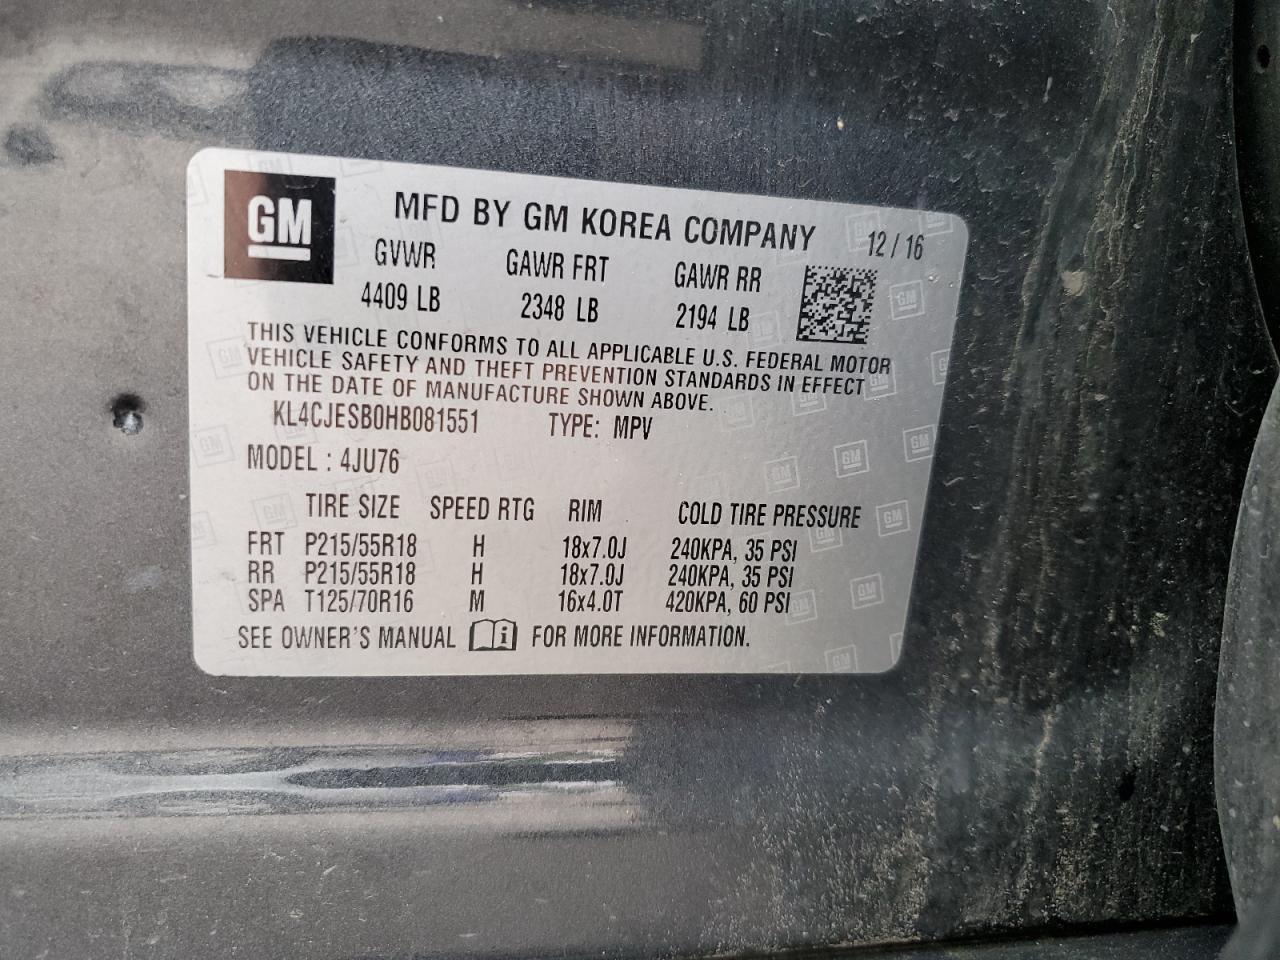 GM
MFD BY GM KOREA COMPANY 12 / 16
GVWR GAWR FRT GAWR RR
4409 LB 2348 LB 2194 LB
THIS VEHICLE CONFORMS TO ALL APPLICABLE U.S. FEDERAL MOTOR
VEHICLE SAFETY AND THEFT PREVENTION STANDARDS IN EFFECT
ON THE DATE OF MANUFACTURE SHOWN ABOVE.
KL4CJESB0HB081551 TYPE: MPV
MODEL : 4JU76
TIRE SIZE SPEED RTG RIM COLD TIRE PRESSURE
FRT P215/55R18 H 18x7.0J 240KPA, 35 PSI
RR P215/55R18 H 18x7.0J 240KPA, 35 PSI
SPA T125/70R16 M 16x4.0T 420KPA, 60 PSI
SEE OWNER'S MANUAL i FOR MORE INFORMATION.